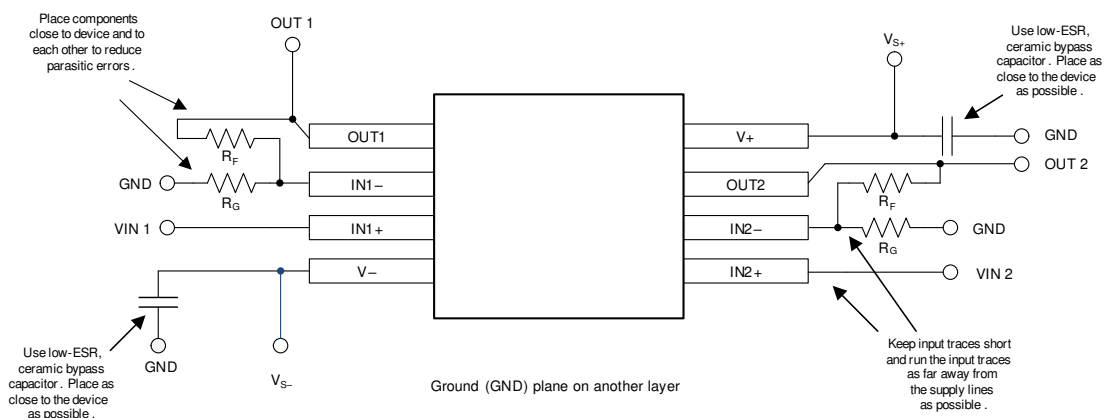 Place components
close to device and to
each other to reduce
parasitic errors .
OUT 1
VS+
Use low-ESR,
ceramic bypass
capacitor . Place as
close to the device
as possible .
OUT1
RF
GND
RG
IN1−
VIN 1
IN1+
V−
V+
GND
OUT 2
OUT2
RF
IN2−
RG
GND
IN2+
VIN 2
Use low-ESR,
ceramic bypass
capacitor . Place as
close to the device
as possible .
GND
VS−
Ground (GND) plane on another layer
Keep input traces short
and run the input traces
as far away from
the supply lines
as possible .